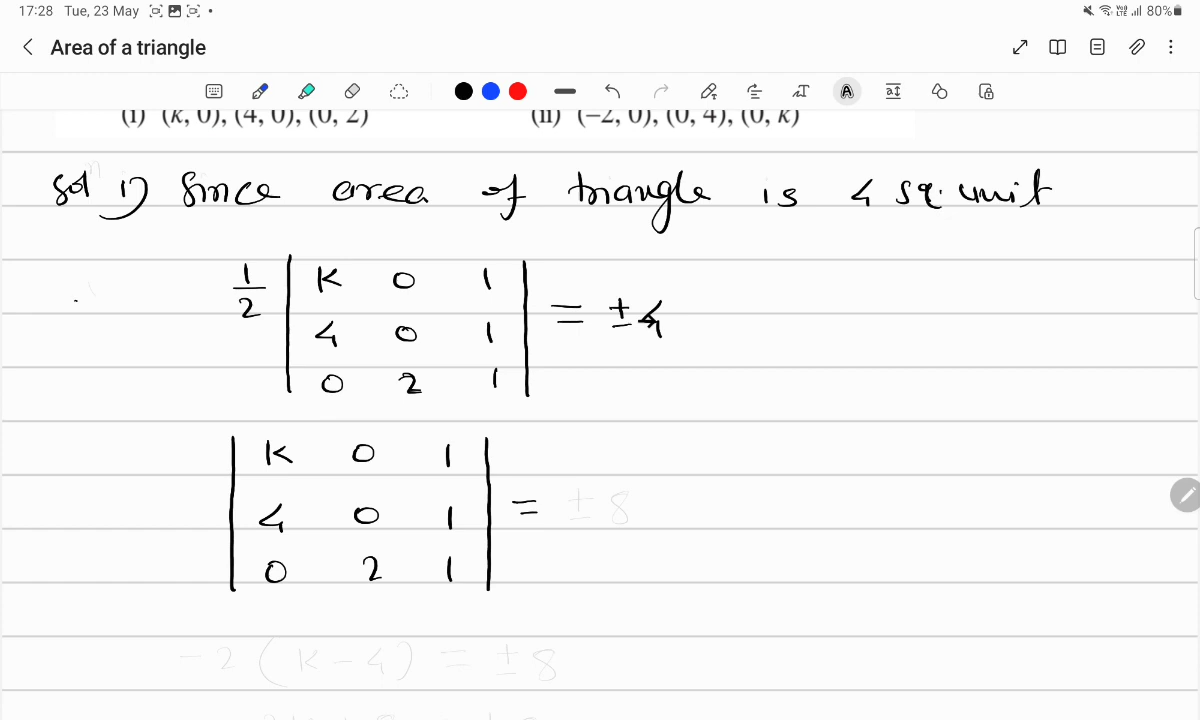 17:28 Tue, 23 May
80%
Area of a triangle
(i) (k, 0), (4, 0), (0, 2) (ii) (−2, 0), (0, 4), (0, k)
Sol n i) Since area of triangle is 4 sq. unit
1/2 | K 0 1 |
| 4 0 1 | = ±4
| 0 2 1 |
| K 0 1 |
| 4 0 1 | = ±8
| 0 2 1 |
−2 (K − 4) = ±8